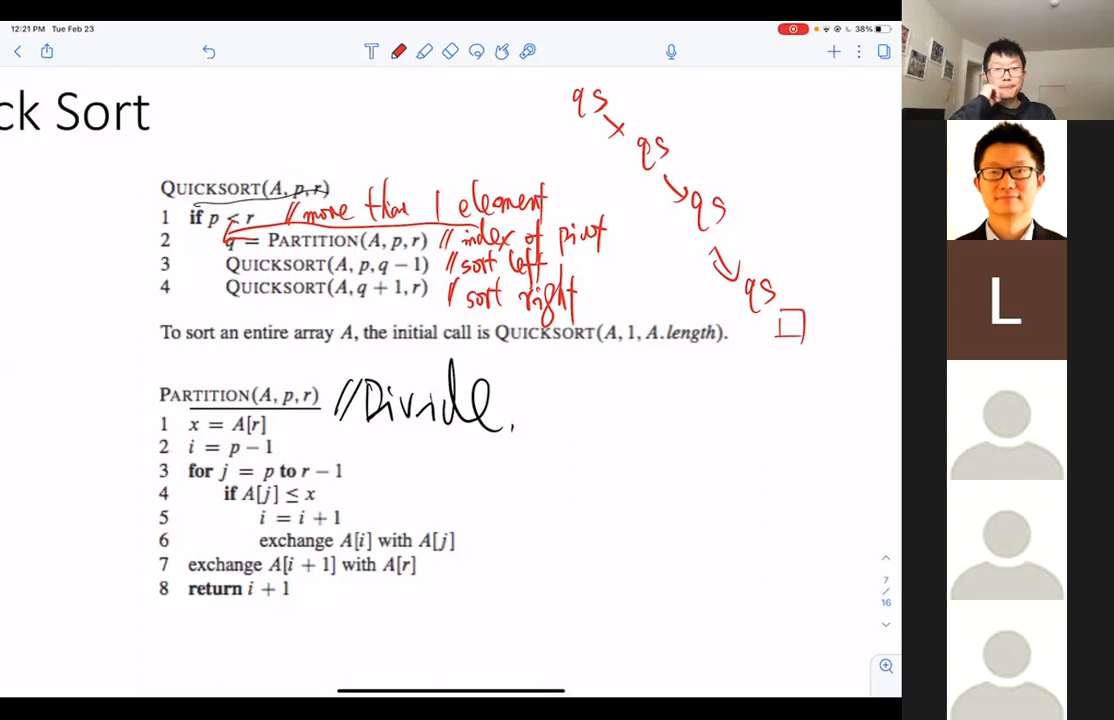 12:21 PM Tue Feb 23
38%
ck Sort
qs
qs
qs
qs
QUICKSORT(A, p, r)
1 if p < r // more than 1 element
2 q = PARTITION(A, p, r) // index of pivot
3 QUICKSORT(A, p, q − 1) // sort left
4 QUICKSORT(A, q + 1, r) // sort right
To sort an entire array A, the initial call is QUICKSORT(A, 1, A.length).
PARTITION(A, p, r) // Divide.
1 x = A[r]
2 i = p − 1
3 for j = p to r − 1
4 if A[j] ≤ x
5 i = i + 1
6 exchange A[i] with A[j]
7 exchange A[i + 1] with A[r]
8 return i + 1
7
/
16
L